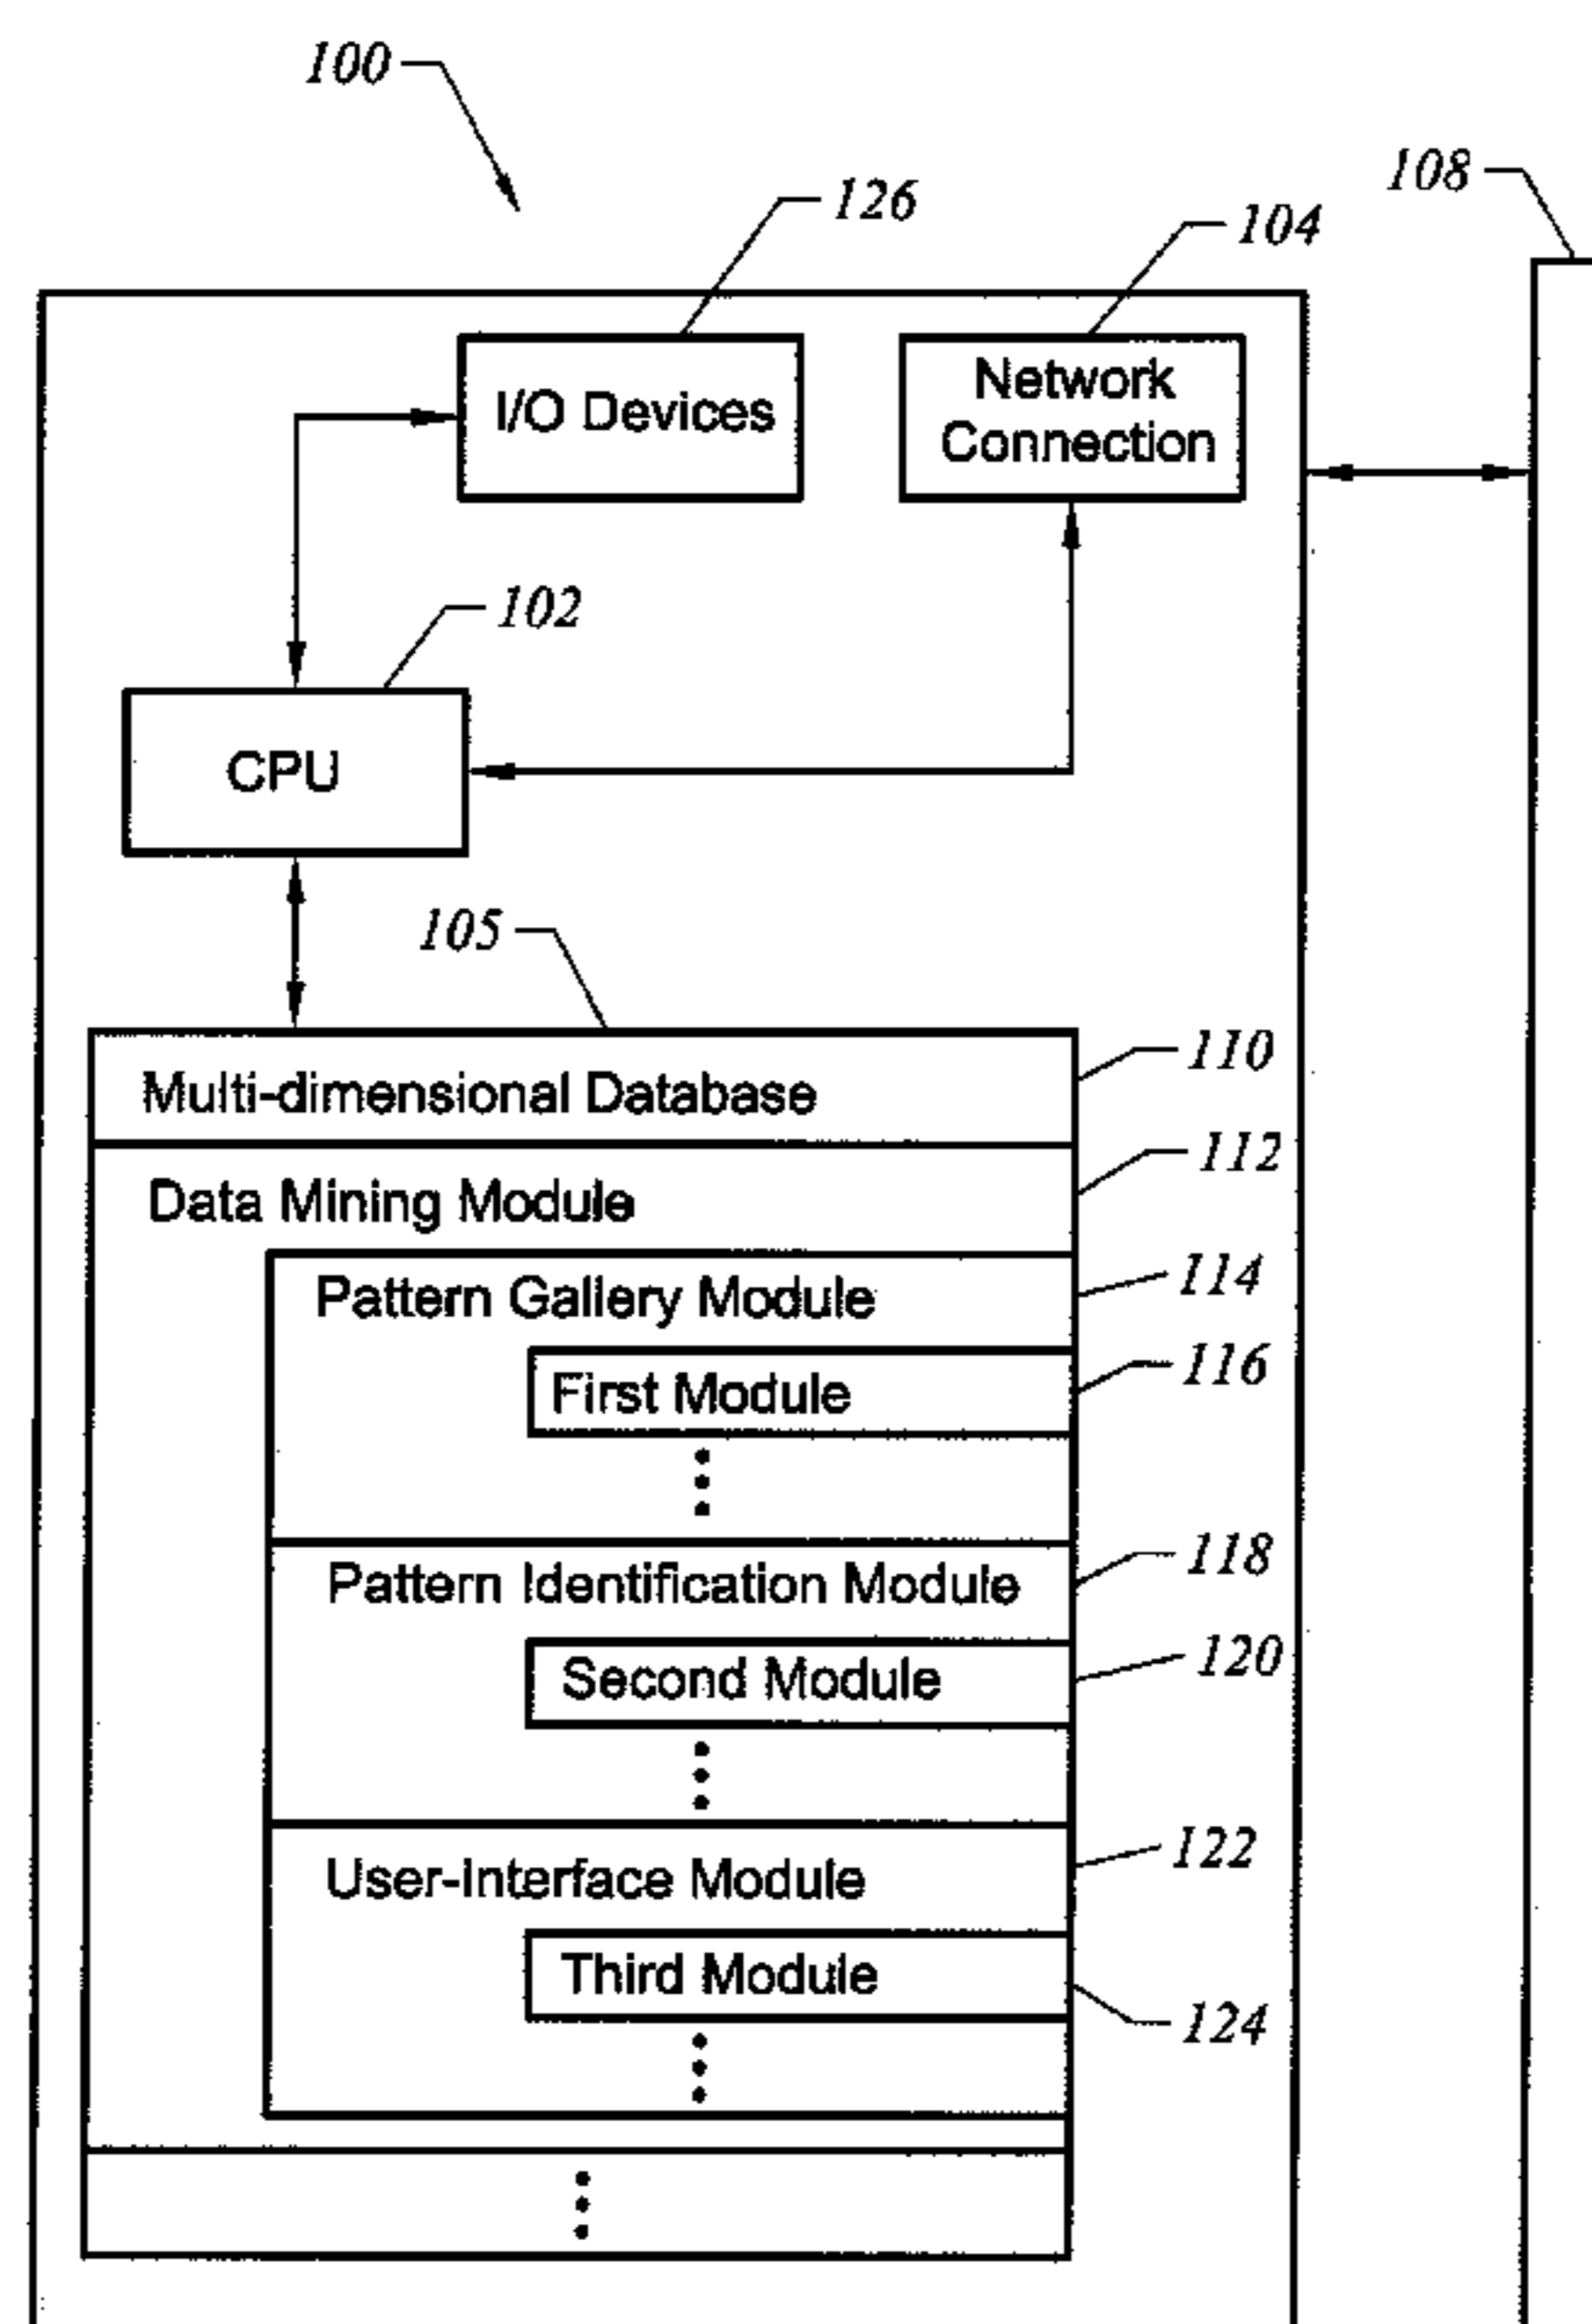 100
108
126
104
I/O Devices
Network
Connection
102
CPU
105
110
Multi-dimensional Database
112
Data Mining Module
114
Pattern Gallery Module
116
First Module
118
Pattern Identification Module
120
Second Module
122
User-Interface Module
Third Module
124